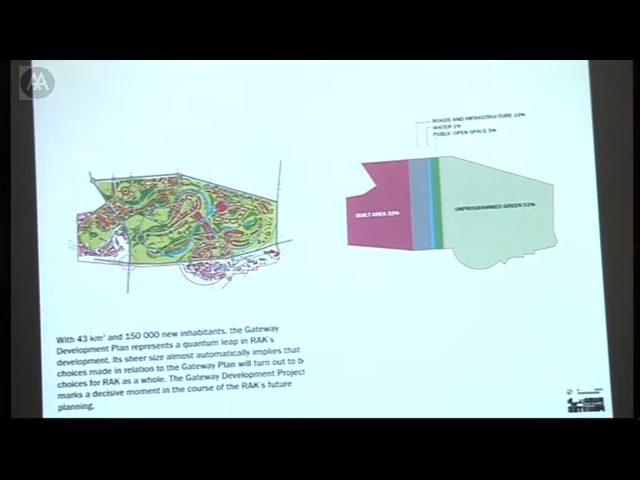 AA
ROADS AND INFRASTRUCTURE 10%
WATER 1%
PUBLIC OPEN SPACE 5%
BUILT AREA 32%
UNPROGRAMMED GREEN 52%
With 43 km² and 150 000 new inhabitants, the Gateway
Development Plan represents a quantum leap in RAK's
development. Its sheer size almost automatically implies that
choices made in relation to the Gateway Plan will turn out to b
choices for RAK as a whole. The Gateway Development Project
marks a decisive moment in the course of the RAK's future
planning.